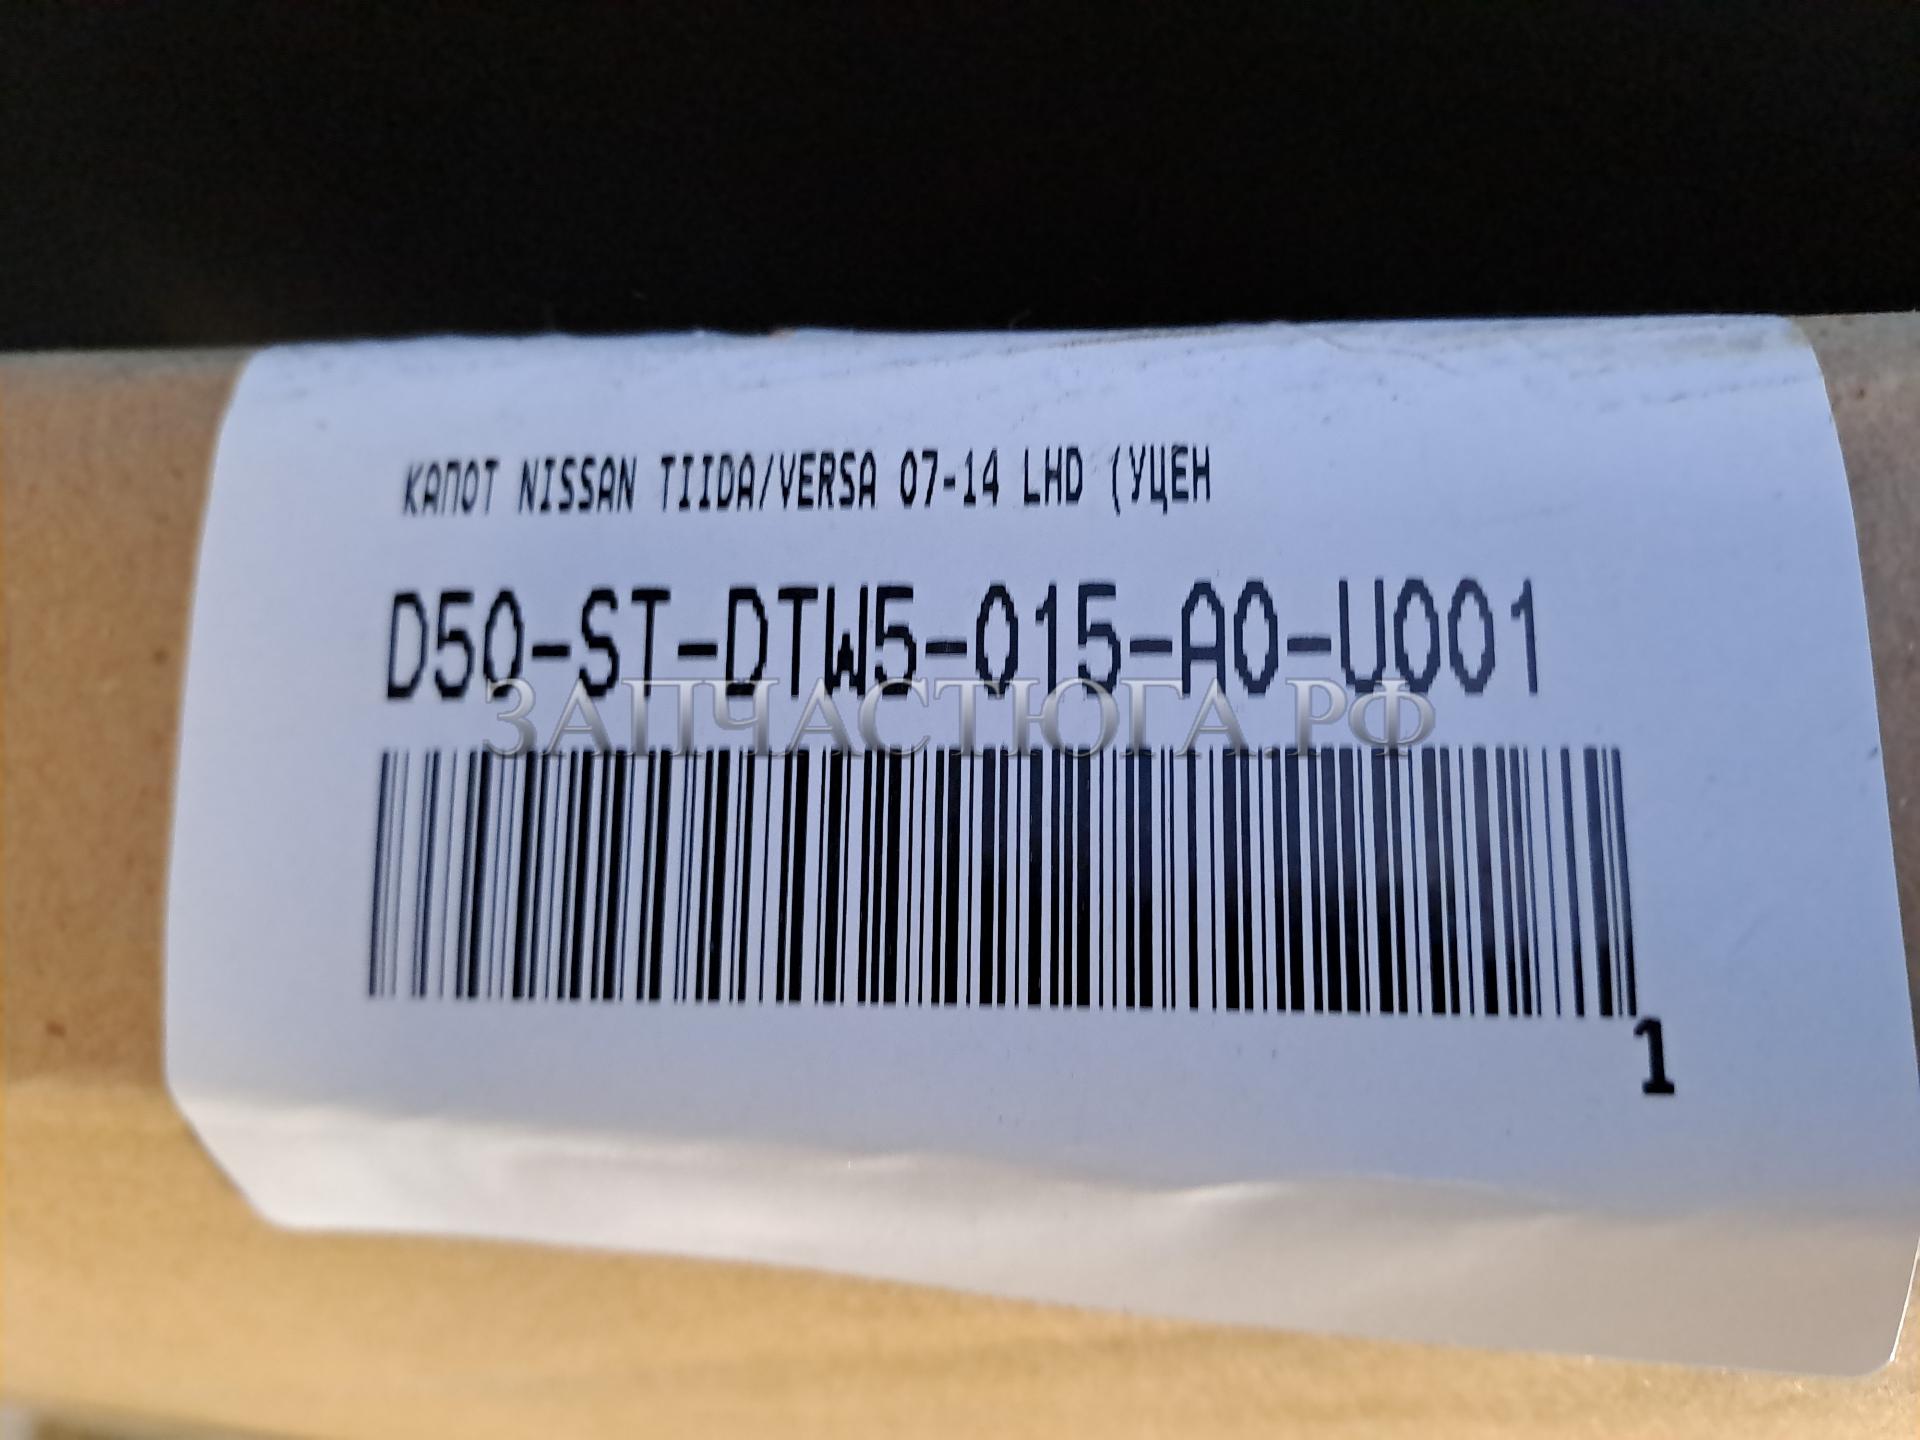 КАПОТ NISSAN TIIDA/VERSA 07-14 LHD (УЦЕН
D50-ST-DTW5-015-A0-U001
ЗАПЧАСТЮГА.РФ
1